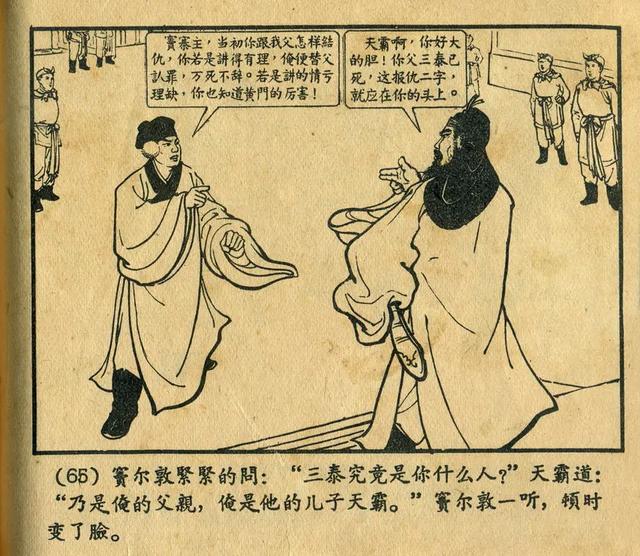 竇寨主，当初你跟我父怎样結
仇，你若是讲得有理，俺便替父
認罪，万死不辞。若是讲的情亏
理缺，你也知道黄門的厉害！
天霸啊，你好大
的胆！你父三泰已
死，这报仇二字，
就应在你的头上。
(65) 竇尔敦緊緊的問：“三泰究竟是你什么人？”天霸道：
“乃是俺的父親，俺是他的儿子天霸。”竇尔敦一听，頓时
变了臉。